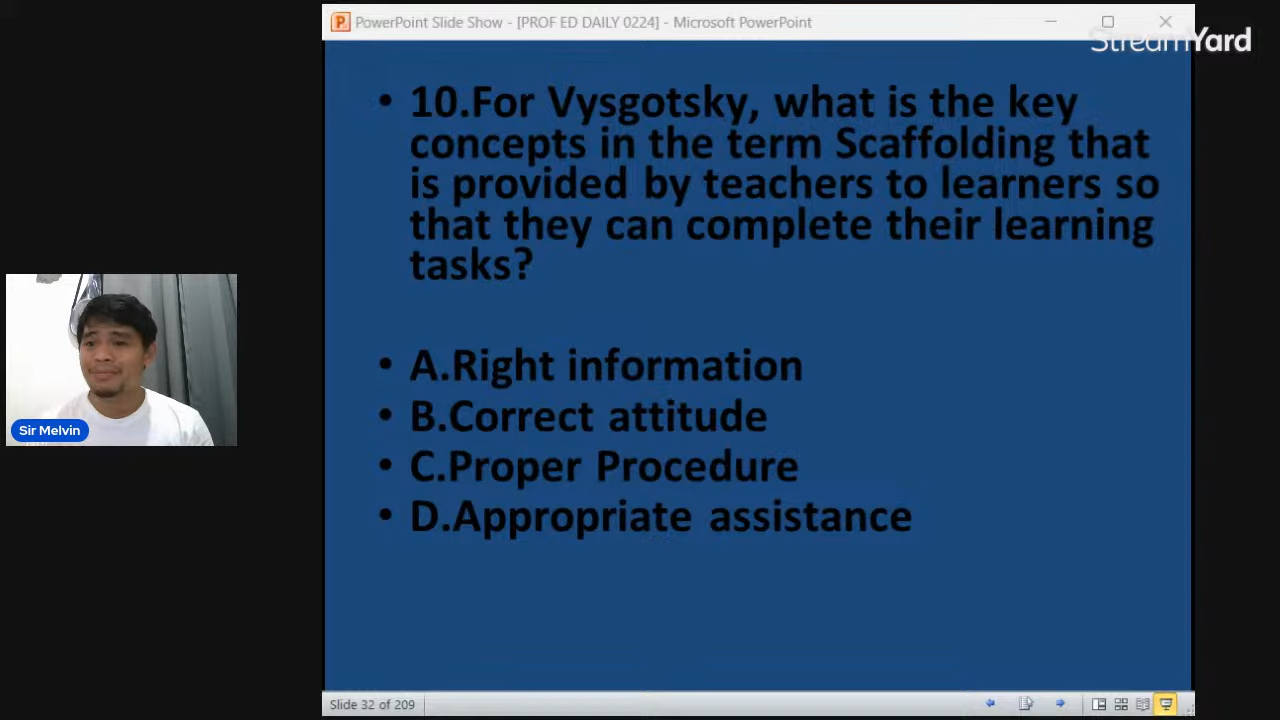 PowerPoint Slide Show - [PROF ED DAILY 0224] - Microsoft PowerPoint
StreamYard
• 10.For Vysgotsky, what is the key
concepts in the term Scaffolding that
is provided by teachers to learners so
that they can complete their learning
tasks?
• A.Right information
• B.Correct attitude
• C.Proper Procedure
• D.Appropriate assistance
Sir Melvin
Slide 32 of 209